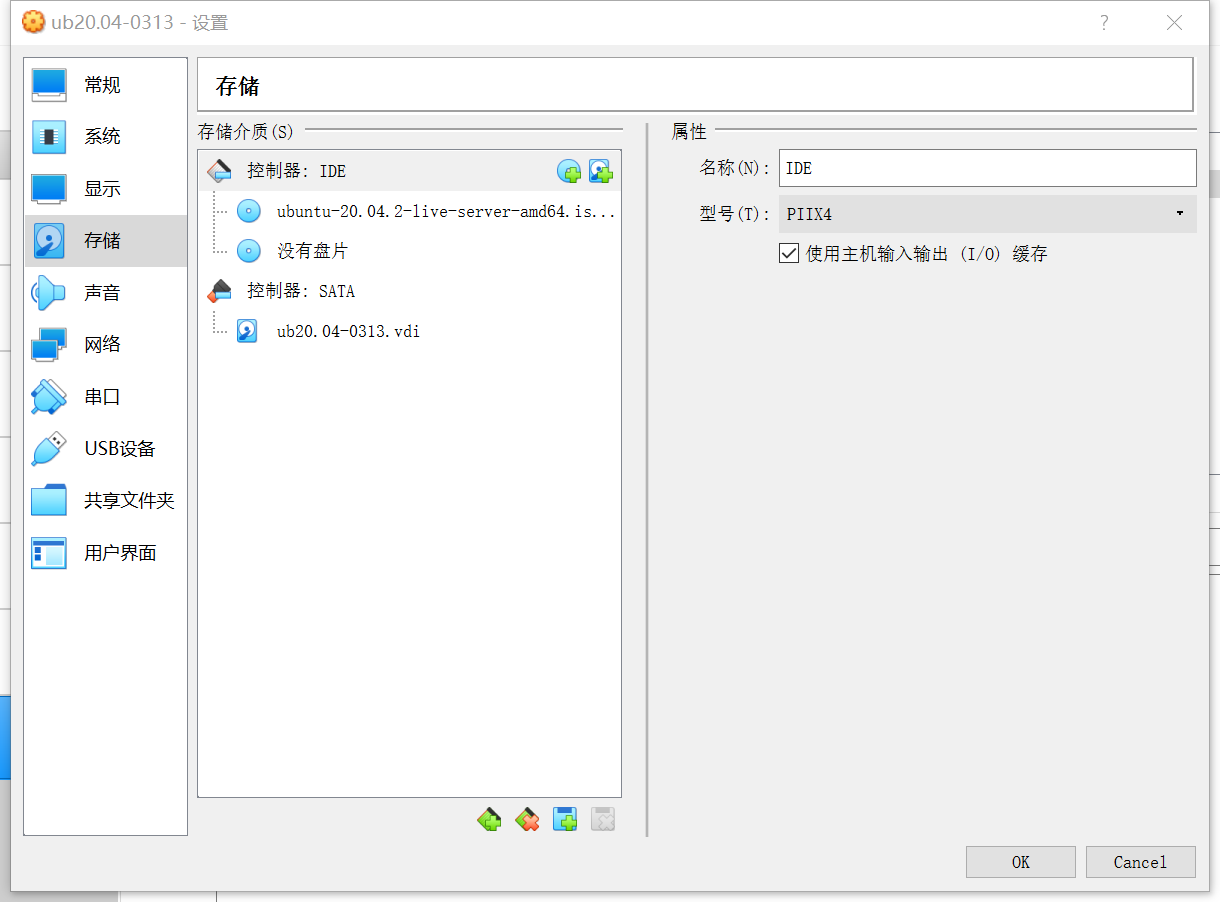 ub20.04-0313 - 设置
?
常规
系统
显示
存储
声音
网络
串口
USB设备
共享文件夹
用户界面
存储
存储介质(S)
控制器: IDE
ubuntu-20.04.2-live-server-amd64.is...
没有盘片
控制器: SATA
ub20.04-0313.vdi
属性
名称(N): IDE
型号(T): PIIX4
使用主机输入输出 (I/O) 缓存
OK
Cancel